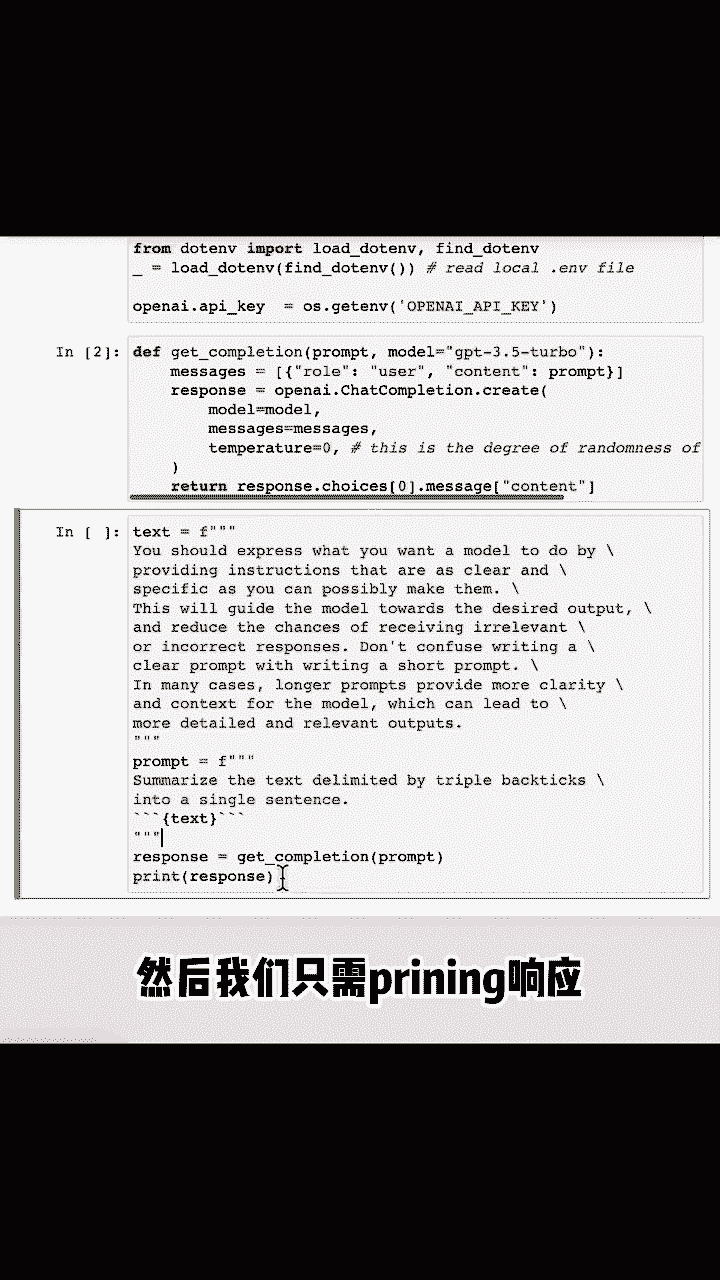 from dotenv import load_dotenv, find_dotenv
_ = load_dotenv(find_dotenv()) # read local .env file
openai.api_key  = os.getenv('OPENAI_API_KEY')
In [2]: def get_completion(prompt, model="gpt-3.5-turbo"):
    messages = [{"role": "user", "content": prompt}]
    response = openai.ChatCompletion.create(
        model=model,
        messages=messages,
        temperature=0, # this is the degree of randomness of
    )
    return response.choices[0].message["content"]
In [ ]: text = f"""
You should express what you want a model to do by \
providing instructions that are as clear and \
specific as you can possibly make them. \
This will guide the model towards the desired output, \
and reduce the chances of receiving irrelevant \
or incorrect responses. Don't confuse writing a \
clear prompt with writing a short prompt. \
In many cases, longer prompts provide more clarity \
and context for the model, which can lead to \
more detailed and relevant outputs.
"""
prompt = f"""
Summarize the text delimited by triple backticks \
into a single sentence.
```{text}```
"""
response = get_completion(prompt)
print(response)
然后我们只需prining响应